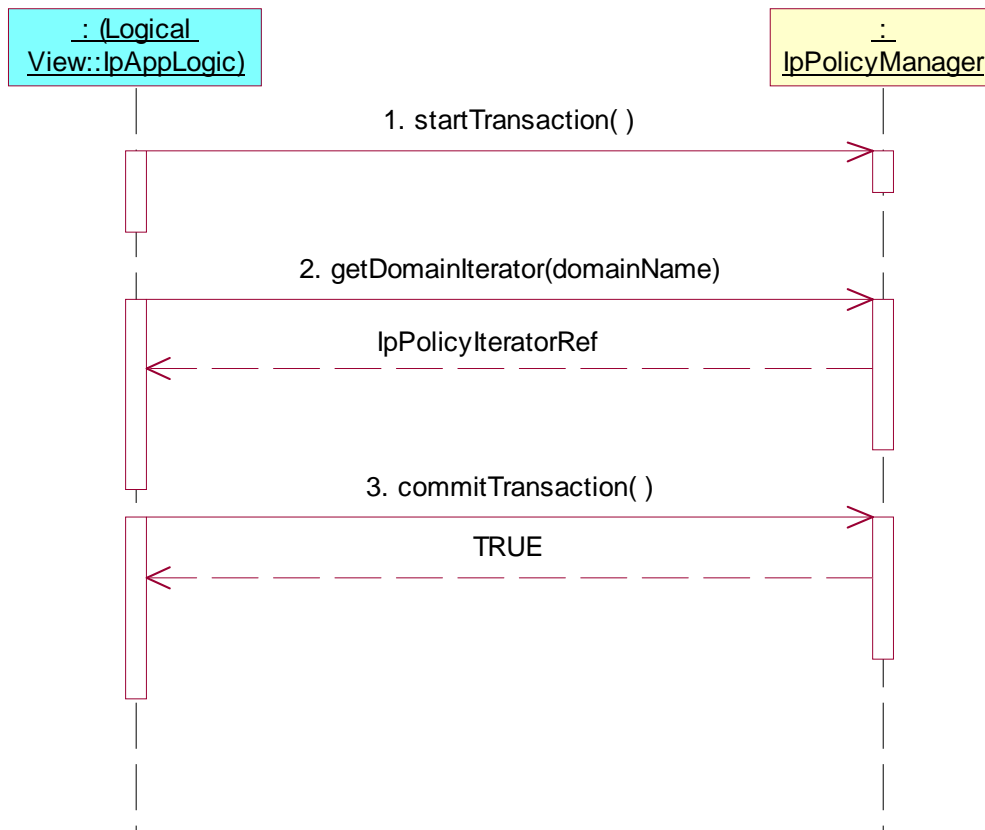 : (Logical
View::IpAppLogic)
:
IpPolicyManager
1. startTransaction( )
2. getDomainIterator(domainName)
IpPolicyIteratorRef
3. commitTransaction( )
TRUE